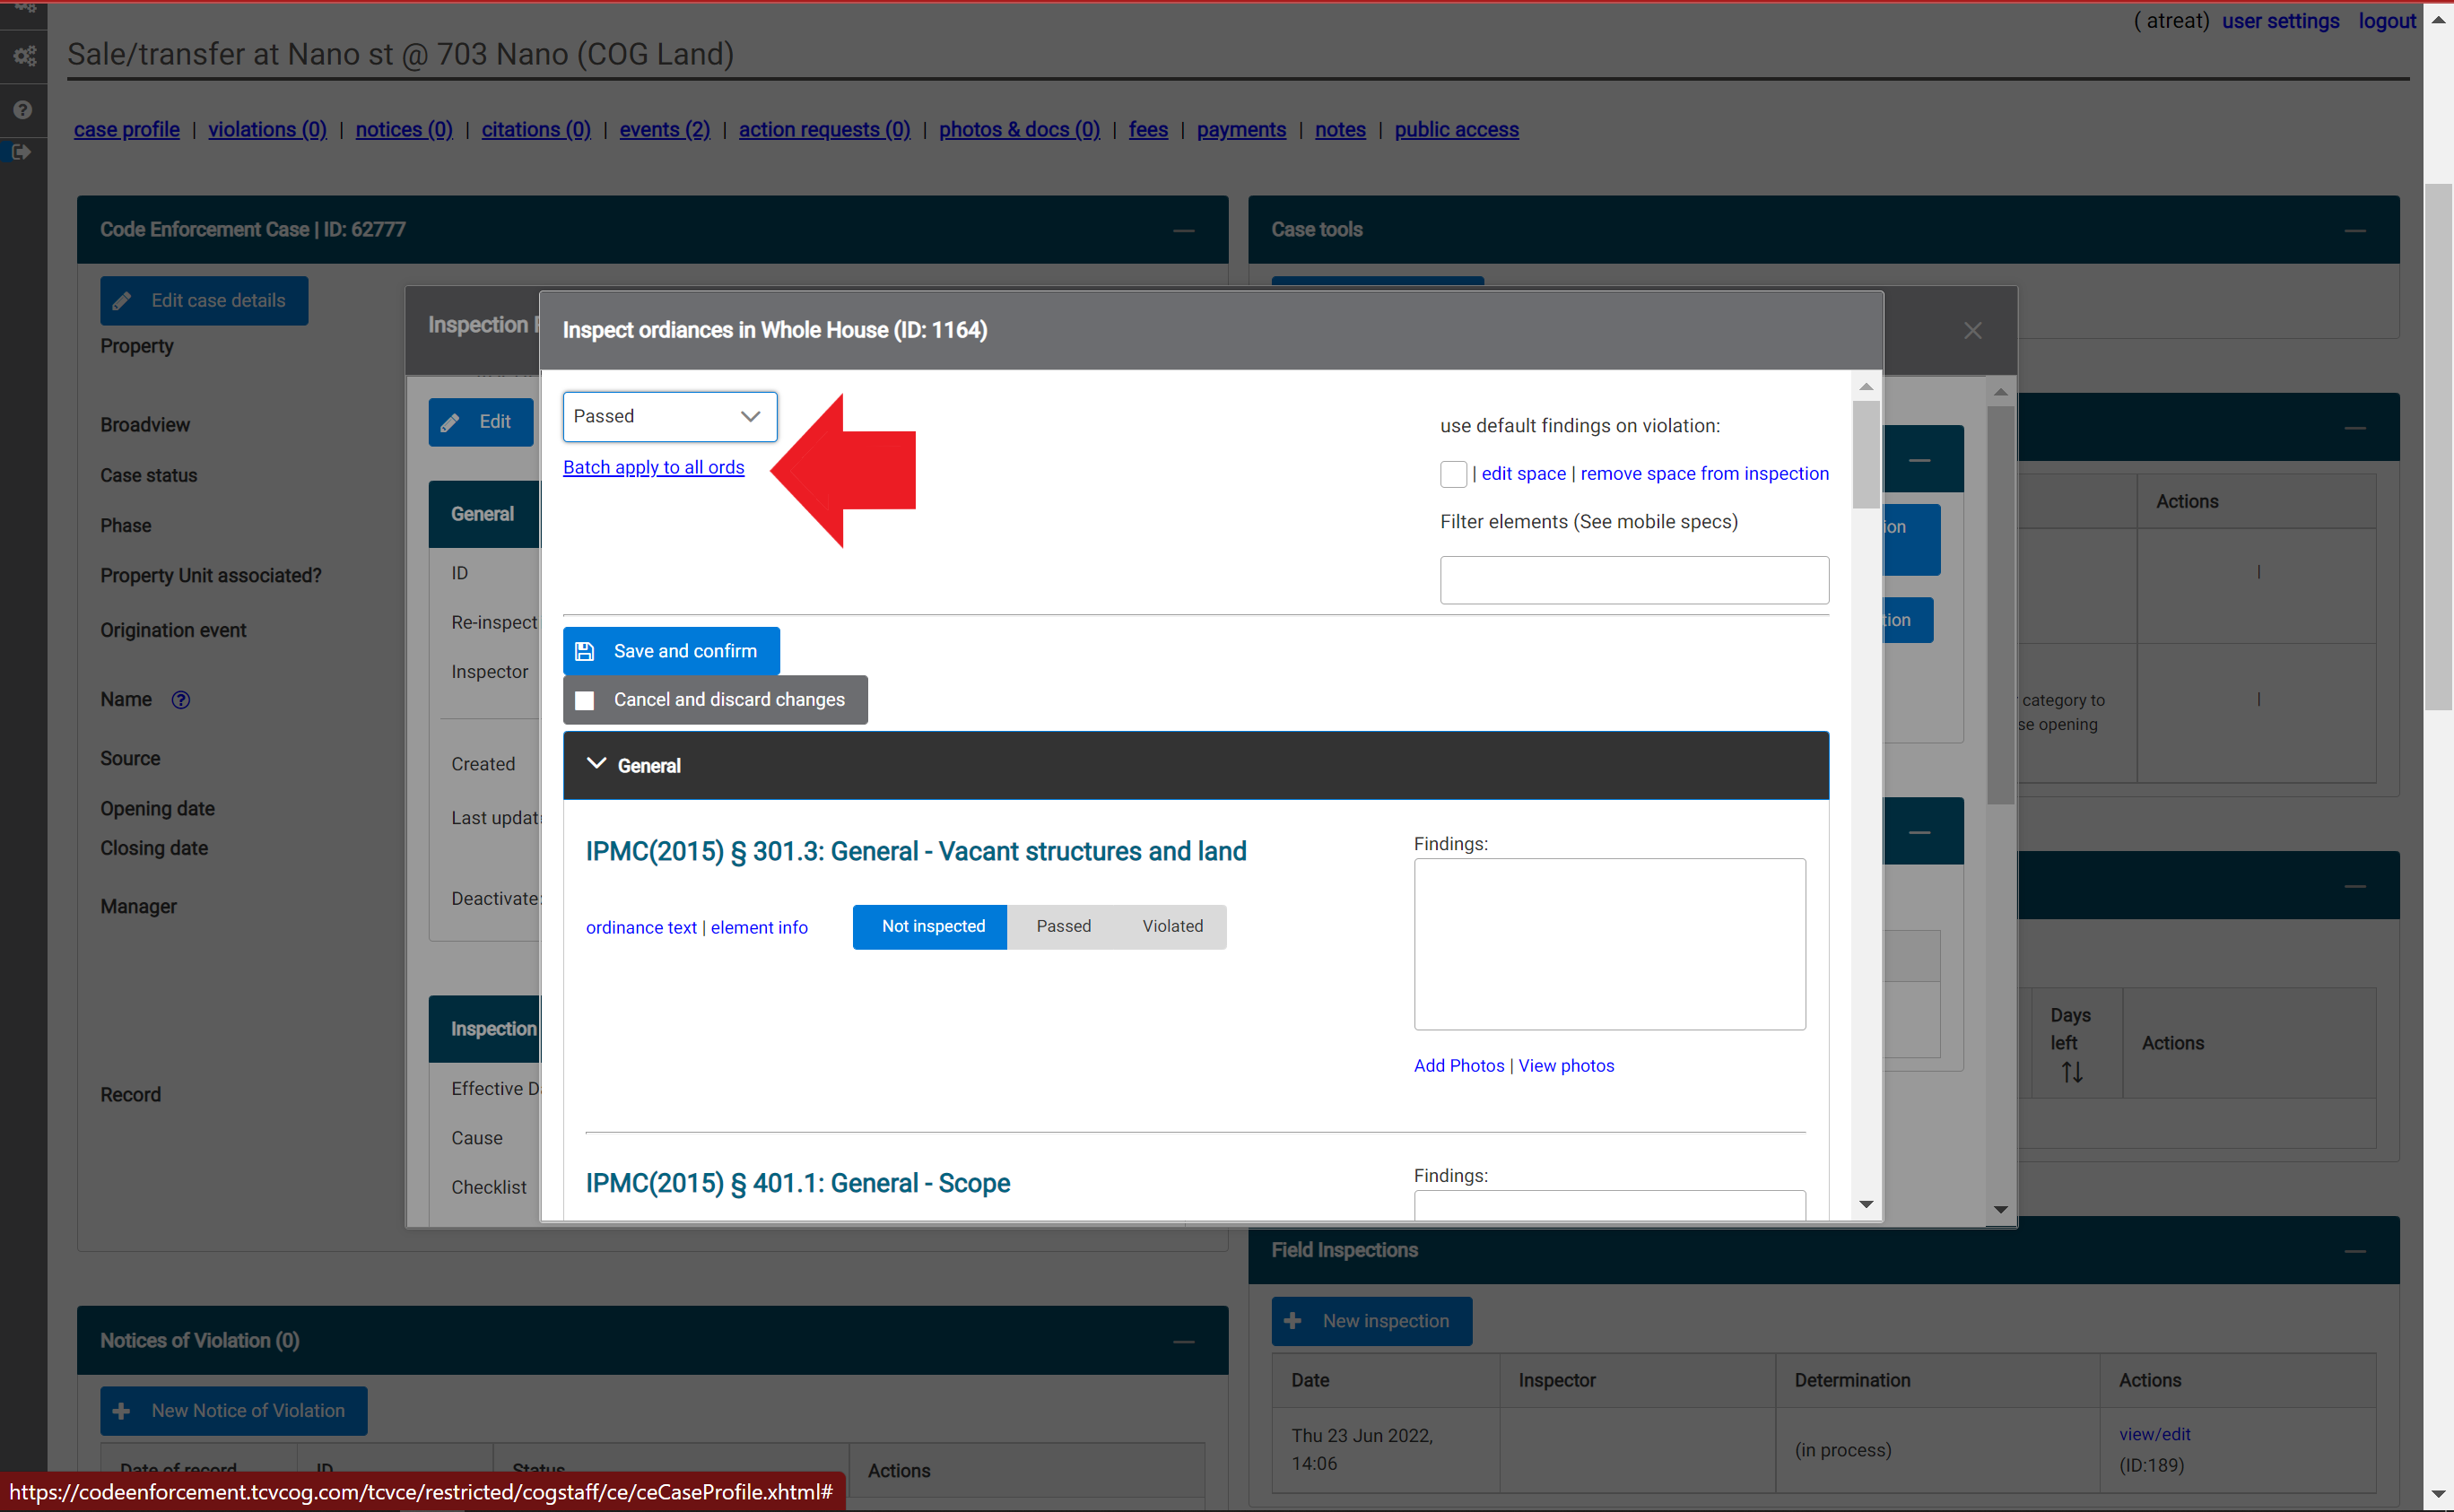 ( atreat) user settings logout
Sale/transfer at Nano st @ 703 Nano (COG Land)
case profile | violations (0) | notices (0) | citations (0) | events (2) | action requests (0) | photos & docs (0) | fees | payments | notes | public access
Code Enforcement Case | ID: 62777
Case tools
Edit case details
Property
Broadview
Case status
Phase
Property Unit associated?
Origination event
Name ?
Source
Opening date
Closing date
Manager
Record
Inspection
Edit
General
ID
Re-inspect
Inspector
Created
Last updat
Deactivate
Inspection
Effective D
Cause
Checklist
Inspect ordiances in Whole House (ID: 1164)
Passed
Batch apply to all ords
use default findings on violation:
| edit space | remove space from inspection
Filter elements (See mobile specs)
Save and confirm
Cancel and discard changes
General
IPMC(2015) § 301.3: General - Vacant structures and land
Findings:
ordinance text | element info
Not inspected Passed Violated
Add Photos | View photos
IPMC(2015) § 401.1: General - Scope
Findings:
ion
tion
Actions
|
category to
se opening
|
Days
left
Actions
Field Inspections
New inspection
Date Inspector Determination Actions
Thu 23 Jun 2022,
14:06
(in process)
view/edit
(ID:189)
Notices of Violation (0)
New Notice of Violation
Date of record ID Status Actions
https://codeenforcement.tcvcog.com/tcvce/restricted/cogstaff/ce/ceCaseProfile.xhtml#